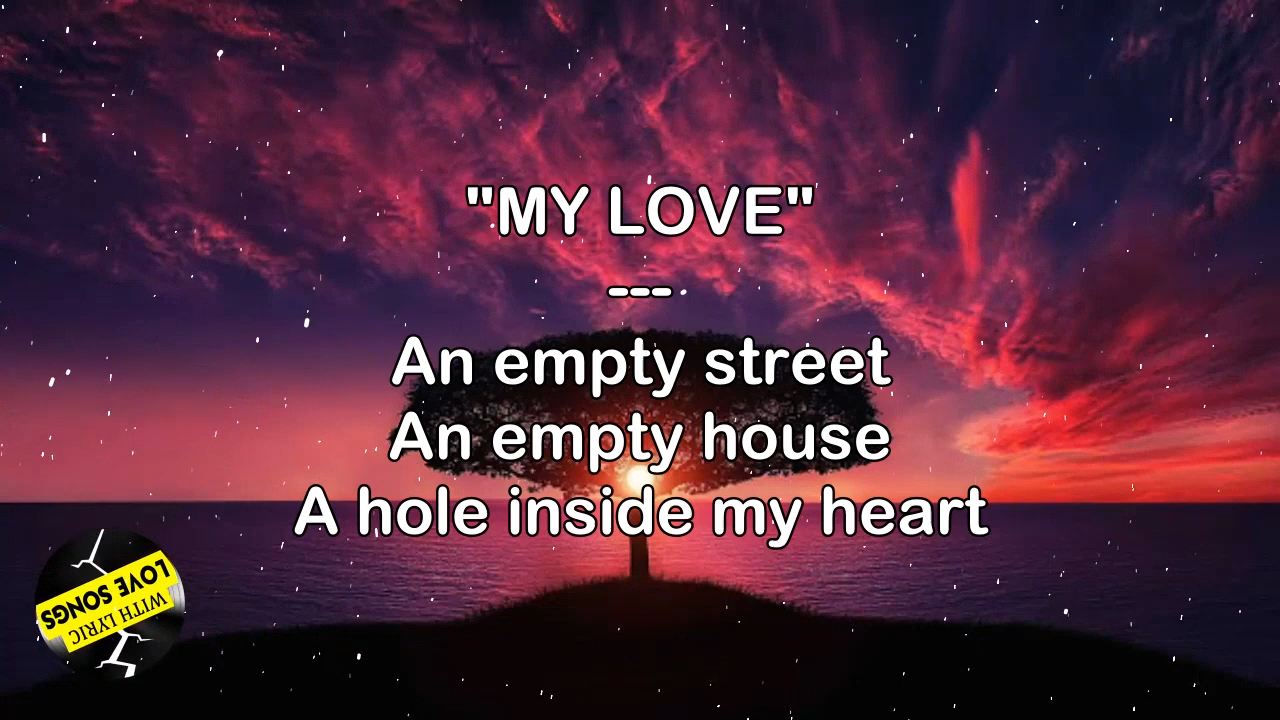 "MY LOVE"
---
An empty street
An empty house
A hole inside my heart
LOVE SONGS
WITH LYRIC